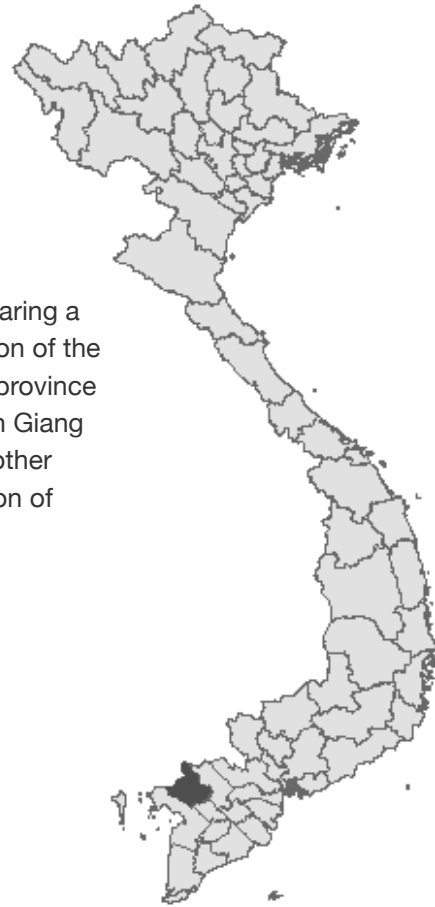 aring a
on of the
province
n Giang
other
on of